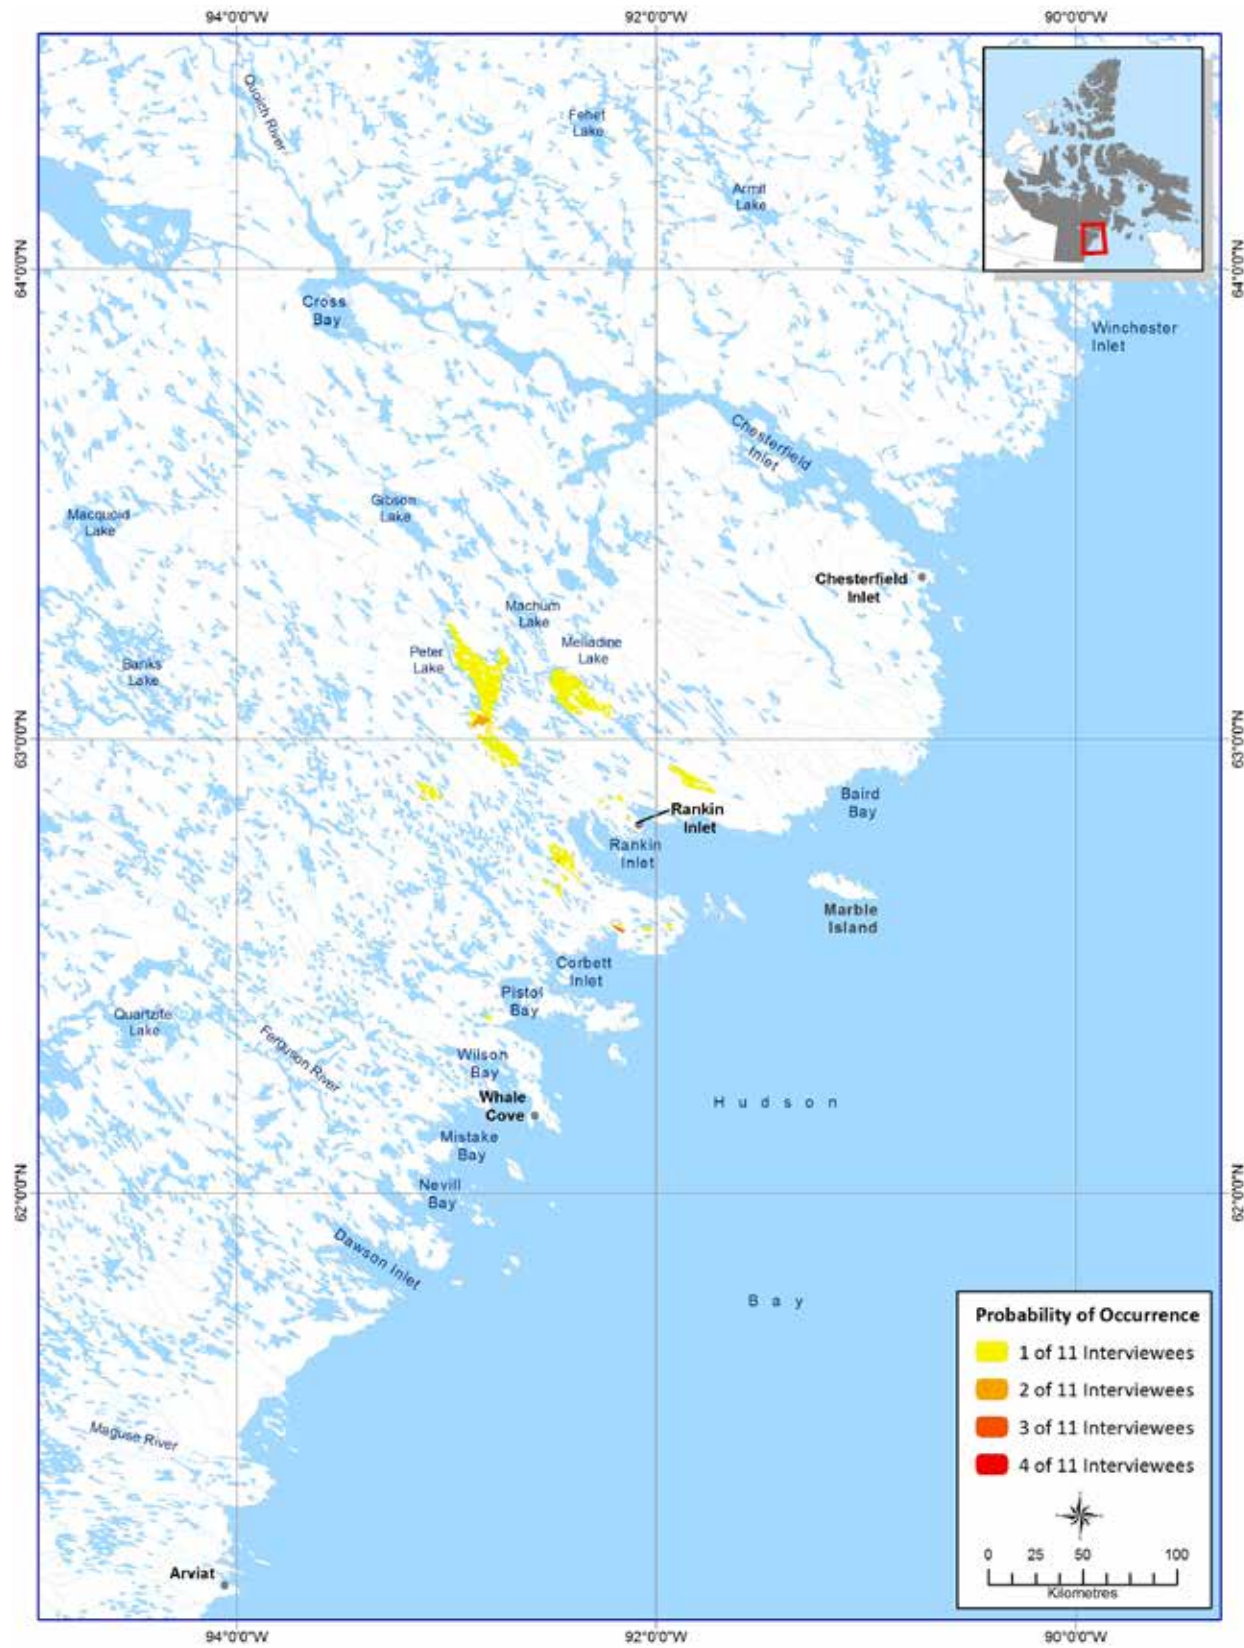 94°0'0"W
92°0'0"W
90°0'0"W
Quoich River
Fehet
Lake
Armit
Lake
64°0'0"N
64°0'0"N
Cross
Bay
Winchester
Inlet
Chesterfield
Inlet
Gibson
Lake
Macquoid
Lake
Chesterfield
Inlet
Machum
Lake
Meliadine
Lake
Peter
Lake
Banks
Lake
63°0'0"N
63°0'0"N
Baird
Bay
Rankin
Inlet
Rankin
Inlet
Marble
Island
Corbett
Inlet
Pistol
Bay
Quartzite
Lake
Ferguson River
Wilson
Bay
Whale
Cove
Hudson
Mistake
Bay
62°0'0"N
62°0'0"N
Nevill
Bay
Dawson Inlet
Bay
Probability of Occurrence
1 of 11 Interviewees
2 of 11 Interviewees
3 of 11 Interviewees
4 of 11 Interviewees
Maguse River
0 25 50 100
Kilometres
Arviat
94°0'0"W
92°0'0"W
90°0'0"W